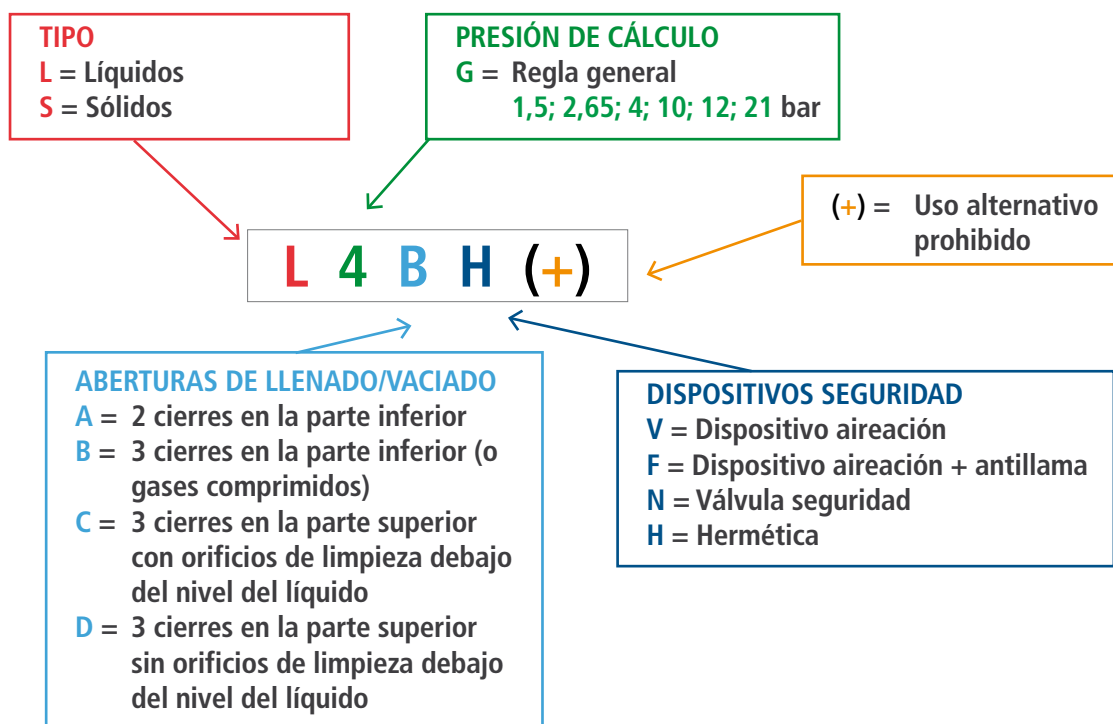 TIPO
L = Líquidos
S = Sólidos
PRESIÓN DE CÁLCULO
G = Regla general
1,5; 2,65; 4; 10; 12; 21 bar
(+) = Uso alternativo
prohibido
L 4 B H (+)
ABERTURAS DE LLENADO/VACIADO
A = 2 cierres en la parte inferior
B = 3 cierres en la parte inferior (o
gases comprimidos)
C = 3 cierres en la parte superior
con orificios de limpieza debajo
del nivel del líquido
D = 3 cierres en la parte superior
sin orificios de limpieza debajo
del nivel del líquido
DISPOSITIVOS SEGURIDAD
V = Dispositivo aireación
F = Dispositivo aireación + antillama
N = Válvula seguridad
H = Hermética